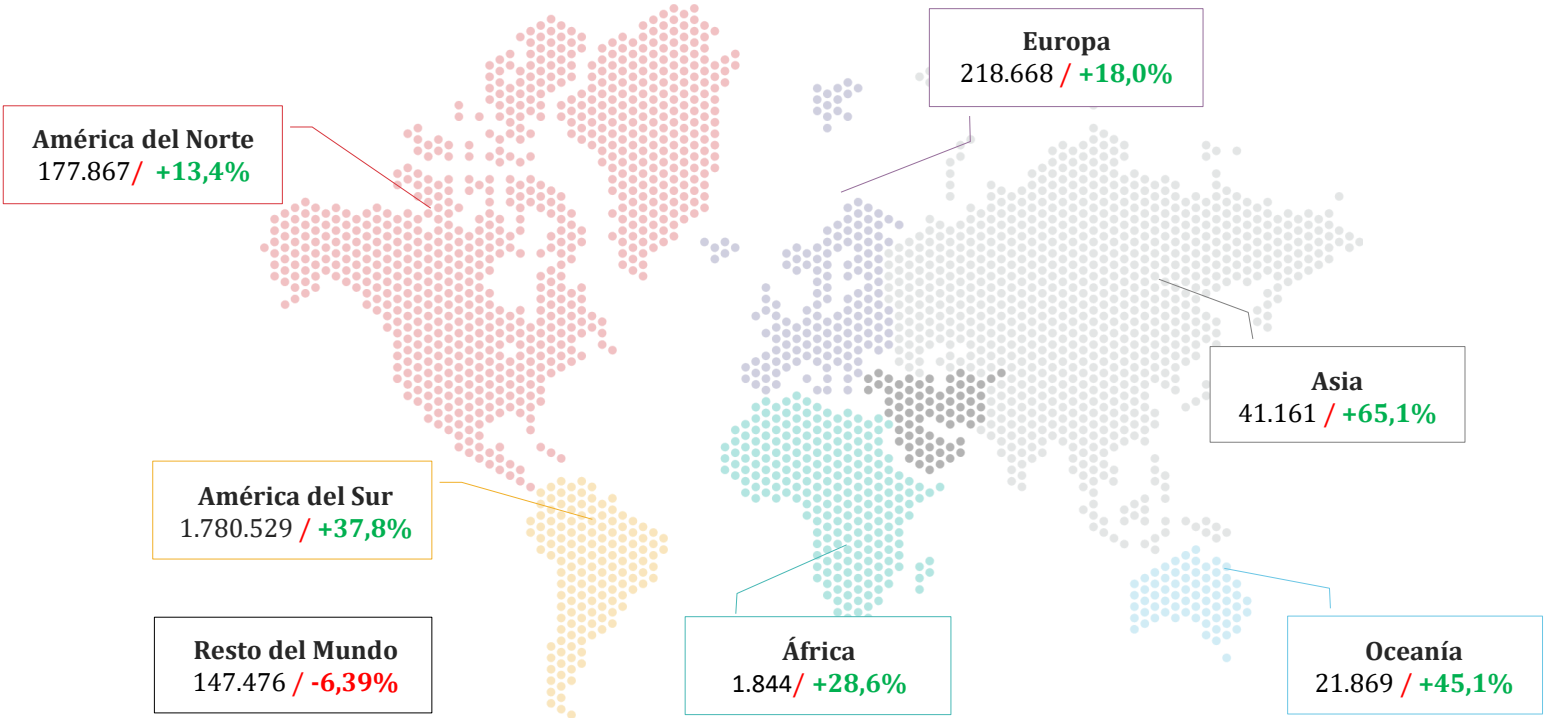 Europa
218.668 / +18,0%
América del Norte
177.867/ +13,4%
Asia
41.161 / +65,1%
América del Sur
1.780.529 / +37,8%
Resto del Mundo
147.476 / -6,39%
África
1.844/ +28,6%
Oceanía
21.869 / +45,1%